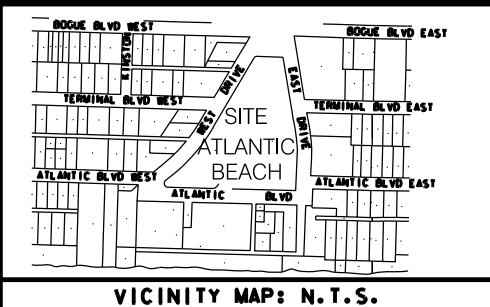 BOGUE BLVD WEST
BOGUE BLVD EAST
KINSTON
WEST DRIVE
EAST DRIVE
TERMINAL BLVD WEST
TERMINAL BLVD EAST
SITE
ATLANTIC
BEACH
ATLANTIC BLVD WEST
ATLANTIC BLVD EAST
ATLANTIC BLVD
VICINITY MAP: N.T.S.